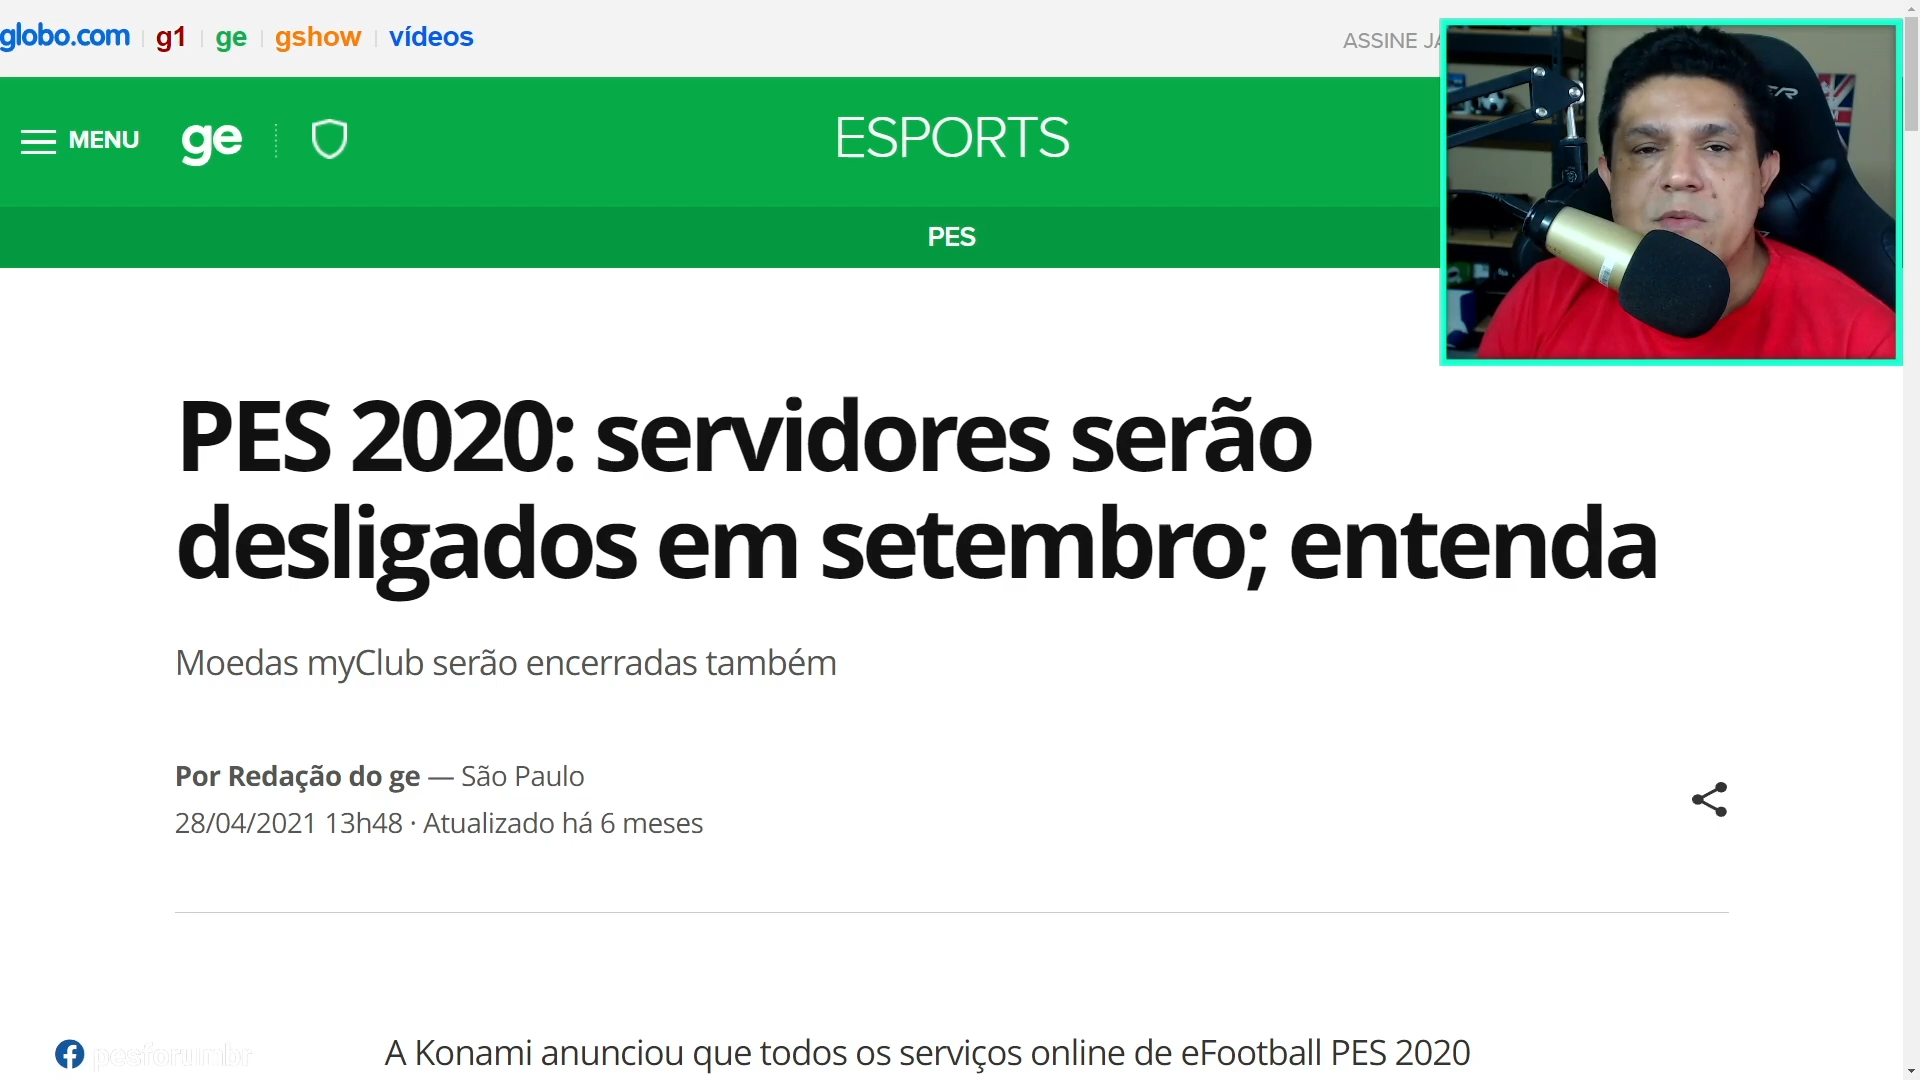 globo.com g1 ge gshow vídeos ASSINE
MENU ge ESPORTS
PES
PES 2020: servidores serão
desligados em setembro; entenda
Moedas myClub serão encerradas também
Por Redação do ge — São Paulo
28/04/2021 13h48 · Atualizado há 6 meses
pesforumbr
A Konami anunciou que todos os serviços online de eFootball PES 2020